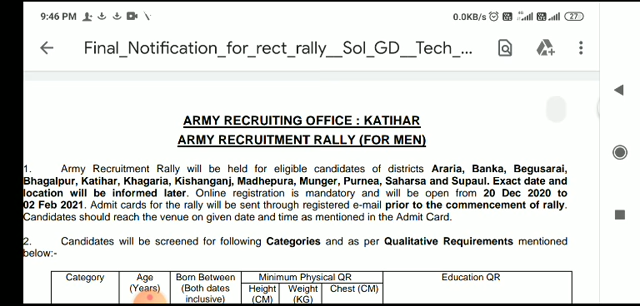 9:46 PM 0.0KB/s 27
Final_Notification_for_rect_rally__Sol_GD__Tech_...
ARMY RECRUITING OFFICE : KATIHAR
ARMY RECRUITMENT RALLY (FOR MEN)
1. Army Recruitment Rally will be held for eligible candidates of districts Araria, Banka, Begusarai,
Bhagalpur, Katihar, Khagaria, Kishanganj, Madhepura, Munger, Purnea, Saharsa and Supaul. Exact date and
location will be informed later. Online registration is mandatory and will be open from 20 Dec 2020 to
02 Feb 2021. Admit cards for the rally will be sent through registered e-mail prior to the commencement of rally.
Candidates should reach the venue on given date and time as mentioned in the Admit Card.
2. Candidates will be screened for following Categories and as per Qualitative Requirements mentioned
below:-
Category Age Born Between Minimum Physical QR Education QR
(Years) (Both dates Height Weight Chest (CM)
inclusive) (CM) (KG)